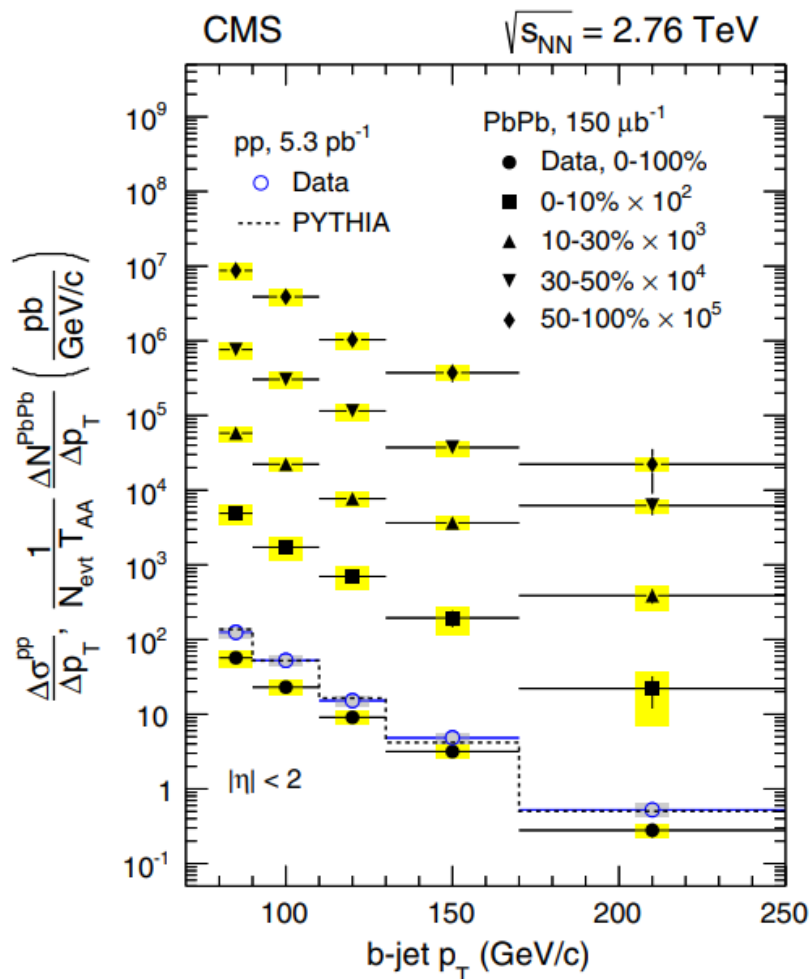 CMS
√s_NN = 2.76 TeV
pp, 5.3 pb⁻¹
Data
PYTHIA
PbPb, 150 μb⁻¹
Data, 0-100%
0-10% × 10²
10-30% × 10³
30-50% × 10⁴
50-100% × 10⁵
Δσ^pp/Δp_T, 1/(N_evt T_AA) ΔN^PbPb/Δp_T (pb/(GeV/c))
10⁹
10⁸
10⁷
10⁶
10⁵
10⁴
10³
10²
10
1
10⁻¹
|η| < 2
100 150 200 250
b-jet p_T (GeV/c)